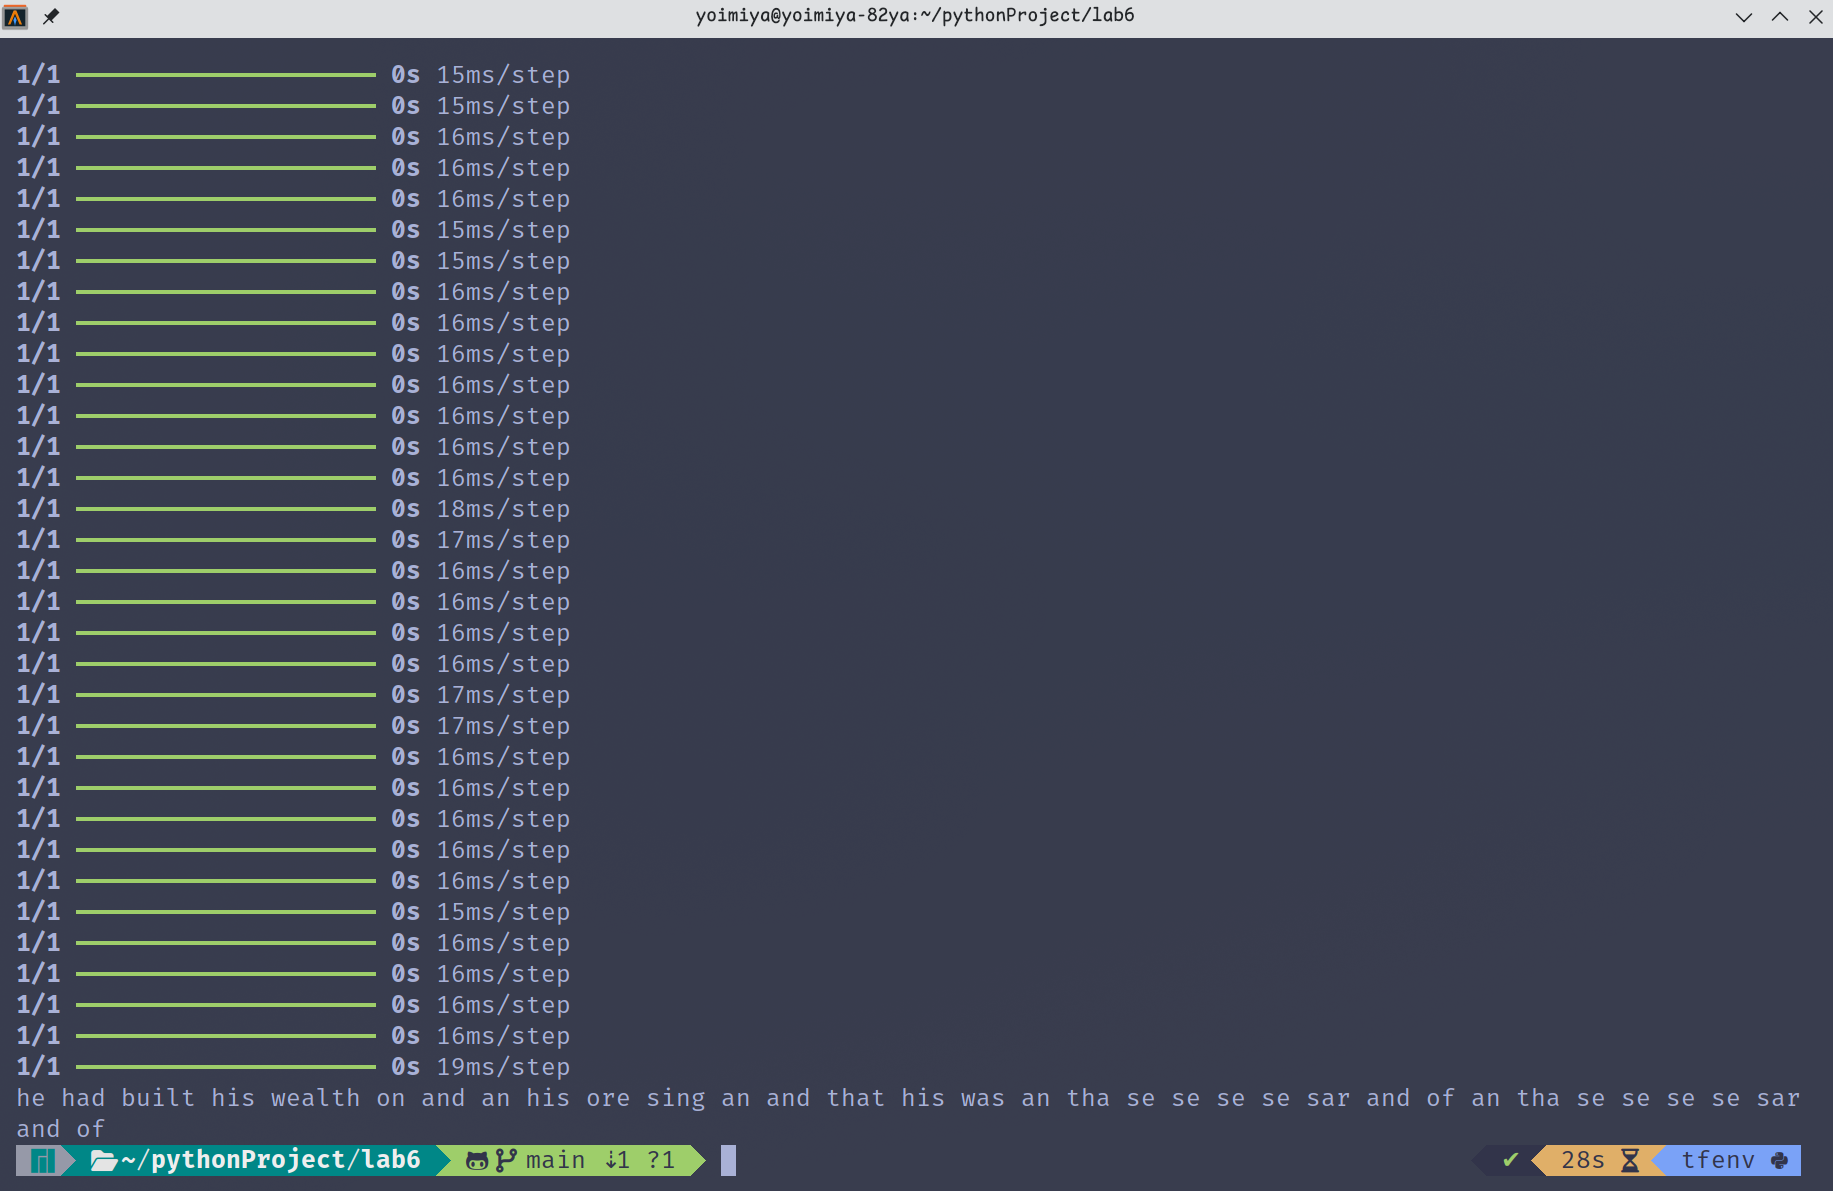 yoimiya@yoimiya-82ya:~/pythonProject/lab6
1/1 0s 15ms/step
1/1 0s 15ms/step
1/1 0s 16ms/step
1/1 0s 16ms/step
1/1 0s 16ms/step
1/1 0s 15ms/step
1/1 0s 15ms/step
1/1 0s 16ms/step
1/1 0s 16ms/step
1/1 0s 16ms/step
1/1 0s 16ms/step
1/1 0s 16ms/step
1/1 0s 16ms/step
1/1 0s 16ms/step
1/1 0s 18ms/step
1/1 0s 17ms/step
1/1 0s 16ms/step
1/1 0s 16ms/step
1/1 0s 16ms/step
1/1 0s 16ms/step
1/1 0s 17ms/step
1/1 0s 17ms/step
1/1 0s 16ms/step
1/1 0s 16ms/step
1/1 0s 16ms/step
1/1 0s 16ms/step
1/1 0s 16ms/step
1/1 0s 15ms/step
1/1 0s 16ms/step
1/1 0s 16ms/step
1/1 0s 16ms/step
1/1 0s 16ms/step
1/1 0s 19ms/step
he had built his wealth on and an his ore sing an and that his was an tha se se se se sar and of an tha se se se se sar
and of
~/pythonProject/lab6 main ⇣1 ?1 ✔ 28s tfenv